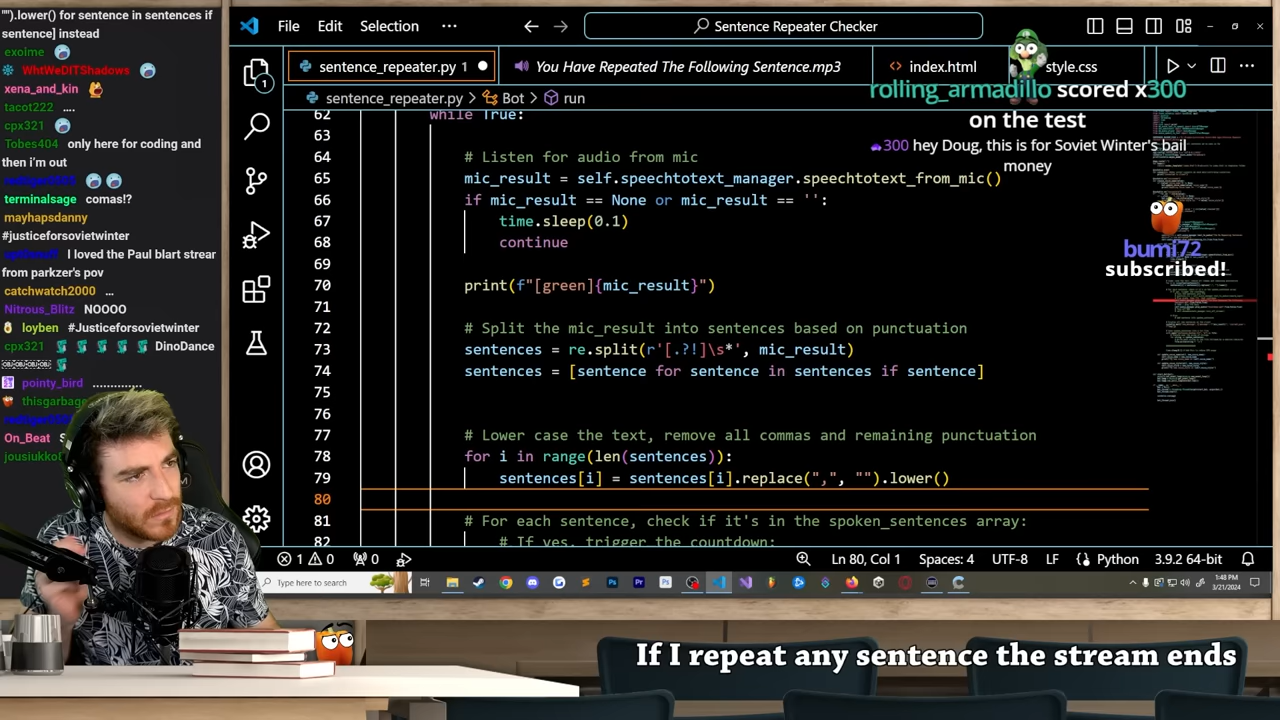 "").lower() for sentence in sentences if
sentence] instead
exoime
WhtWeDITShadows
xena_and_kin
tacot222 ....
cpx321
Tobes404 only here for coding and
then i'm out
terminalsage comas!?
mayhapsdanny
#justiceforsovietwinter
I loved the Paul blart strear
from parkzer's pov
catchwatch2000 ...
Nitrous_Blitz NOOOO
loyben #Justiceforsovietwinter
cpx321 DinoDance
pointy_bird .............
thisgarbage
On_Beat
jousiukko
File Edit Selection ···
Sentence Repeater Checker
sentence_repeater.py 1
You Have Repeated The Following Sentence.mp3
index.html
style.css
sentence_repeater.py > Bot > run
62 while True:
63
64 # Listen for audio from mic
65 mic_result = self.speechtotext_manager.speechtotext_from_mic()
66 if mic_result == None or mic_result == '':
67 time.sleep(0.1)
68 continue
69
70 print(f"[green]{mic_result}")
71
72 # Split the mic_result into sentences based on punctuation
73 sentences = re.split(r'[.?!]\s*', mic_result)
74 sentences = [sentence for sentence in sentences if sentence]
75
76
77 # Lower case the text, remove all commas and remaining punctuation
78 for i in range(len(sentences)):
79 sentences[i] = sentences[i].replace(",", "").lower()
80
81 # For each sentence, check if it's in the spoken_sentences array:
82 # If yes, trigger the countdown:
rolling_armadillo scored x300
on the test
300 hey Doug, this is for Soviet Winter's bail
money
bumi72
subscribed!
1 0 0
Ln 80, Col 1 Spaces: 4 UTF-8 LF Python 3.9.2 64-bit
Type here to search
1:48 PM
3/21/2024
If I repeat any sentence the stream ends